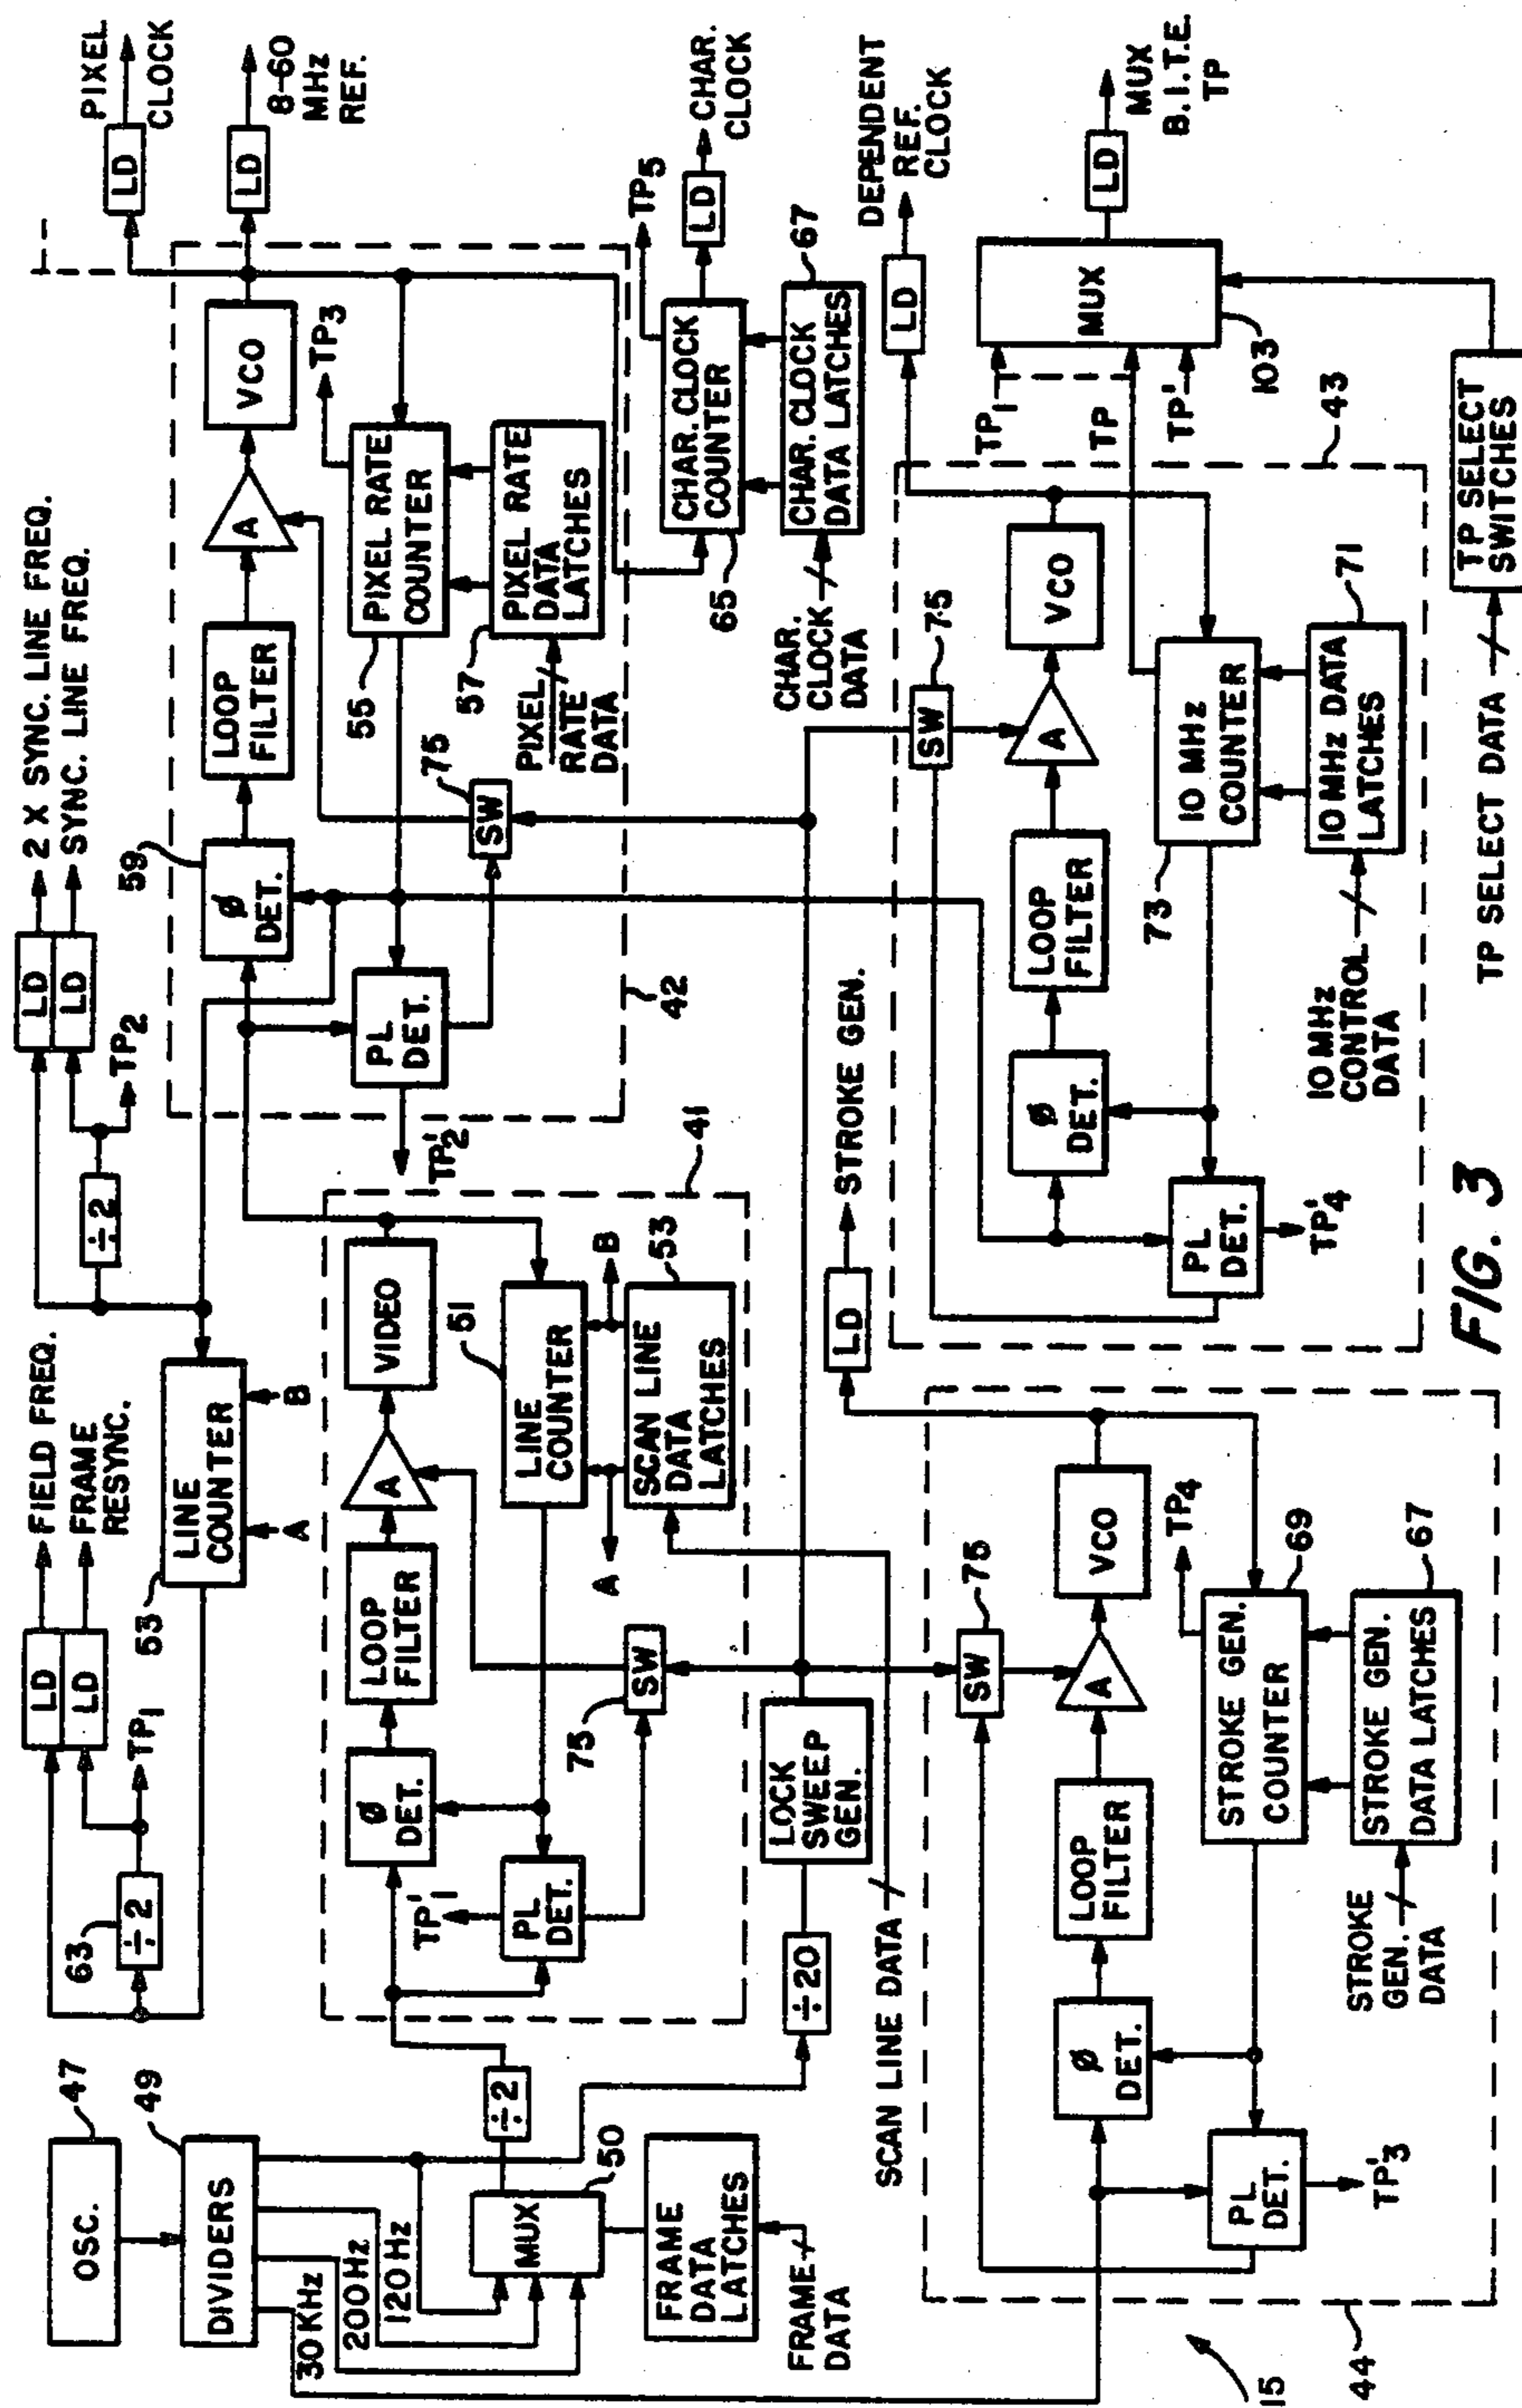 OSC.
47
DIVIDERS
49
30 KHz
200 Hz
120 Hz
MUX
50
÷2
FRAME
DATA
LATCHES
FRAME
DATA
LD
LD
FIELD FREQ.
FRAME
RESYNC.
63
÷2
TP1
53
LINE
COUNTER
A
B
LD
LD
2 X SYNC. LINE FREQ.
SYNC. LINE FREQ.
÷2
TP2
41
Ø
DET.
LOOP
FILTER
A
VIDEO
PL
DET.
TP'1
LINE
COUNTER
51
SCAN LINE
DATA
LATCHES
53
A
B
75
SW
÷20
LOCK
SWEEP
GEN.
SCAN LINE DATA
42
59
Ø
DET.
LOOP
FILTER
A
VCO
PL
DET.
TP'2
75
SW
55
PIXEL RATE
COUNTER
TP3
57
PIXEL RATE
DATA
LATCHES
PIXEL
RATE
DATA
LD
PIXEL
CLOCK
LD
8-60
MHz
REF.
65
CHAR. CLOCK
COUNTER
TP5
LD
CHAR.
CLOCK
67
CHAR. CLOCK
DATA LATCHES
CHAR.
CLOCK
DATA
44
15
Ø
DET.
LOOP
FILTER
A
VCO
75
SW
PL
DET.
TP'3
STROKE GEN.
COUNTER
69
TP4
STROKE GEN.
DATA LATCHES
67
STROKE
GEN.
DATA
LD
STROKE GEN.
43
Ø
DET.
LOOP
FILTER
A
VCO
75
SW
PL
DET.
TP'4
73
10 MHz
COUNTER
10 MHz DATA
LATCHES
71
10 MHz
CONTROL
DATA
LD
DEPENDENT
REF.
CLOCK
TP1
TP
TP'
MUX
103
LD
MUX
B.I.T.E.
TP
TP SELECT DATA
TP SELECT
SWITCHES
FIG. 3